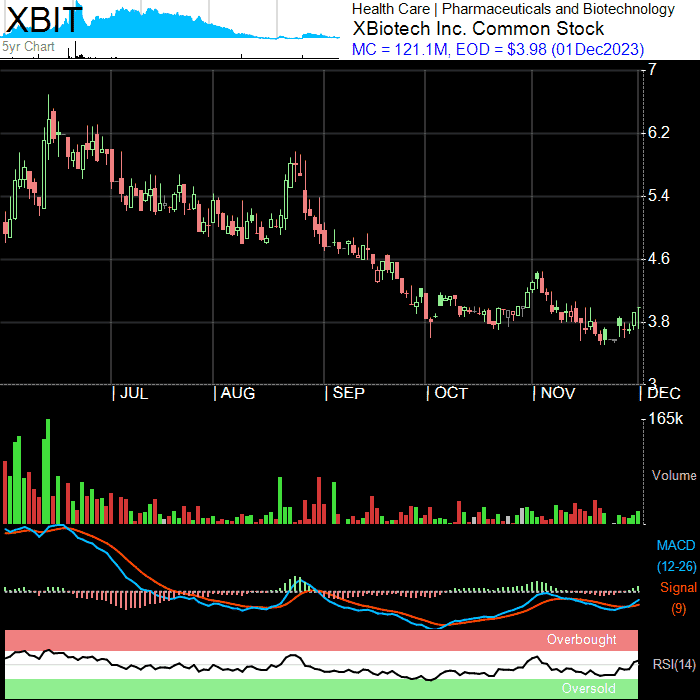 XBIT
5yr Chart
Health Care | Pharmaceuticals and Biotechnology
XBiotech Inc. Common Stock
MC = 121.1M, EOD = $3.98 (01Dec2023)
7
6.2
5.4
4.6
3.8
3
| JUL | AUG | SEP | OCT | NOV | DEC
165k
Volume
MACD
(12-26)
Signal
(9)
Overbought
RSI(14)
Oversold